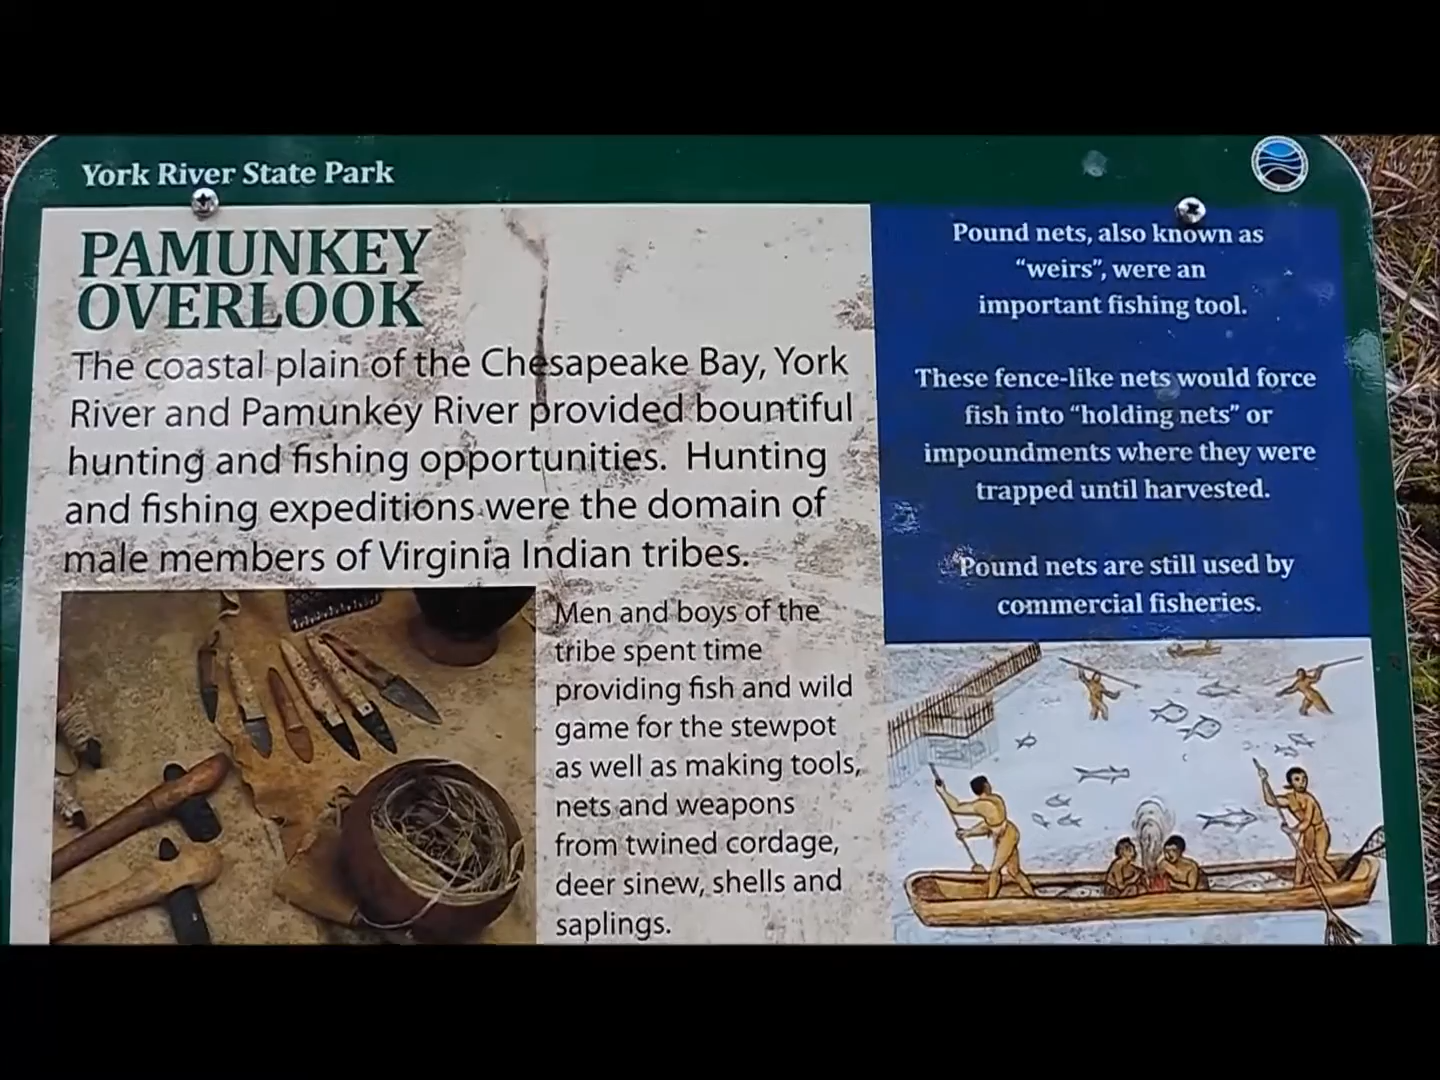 York River State Park
PAMUNKEY
OVERLOOK
The coastal plain of the Chesapeake Bay, York
River and Pamunkey River provided bountiful
hunting and fishing opportunities. Hunting
and fishing expeditions were the domain of
male members of Virginia Indian tribes.
Men and boys of the
tribe spent time
providing fish and wild
game for the stewpot
as well as making tools,
nets and weapons
from twined cordage,
deer sinew, shells and
saplings.
Pound nets, also known as
“weirs”, were an
important fishing tool.
These fence-like nets would force
fish into “holding nets” or
impoundments where they were
trapped until harvested.
Pound nets are still used by
commercial fisheries.